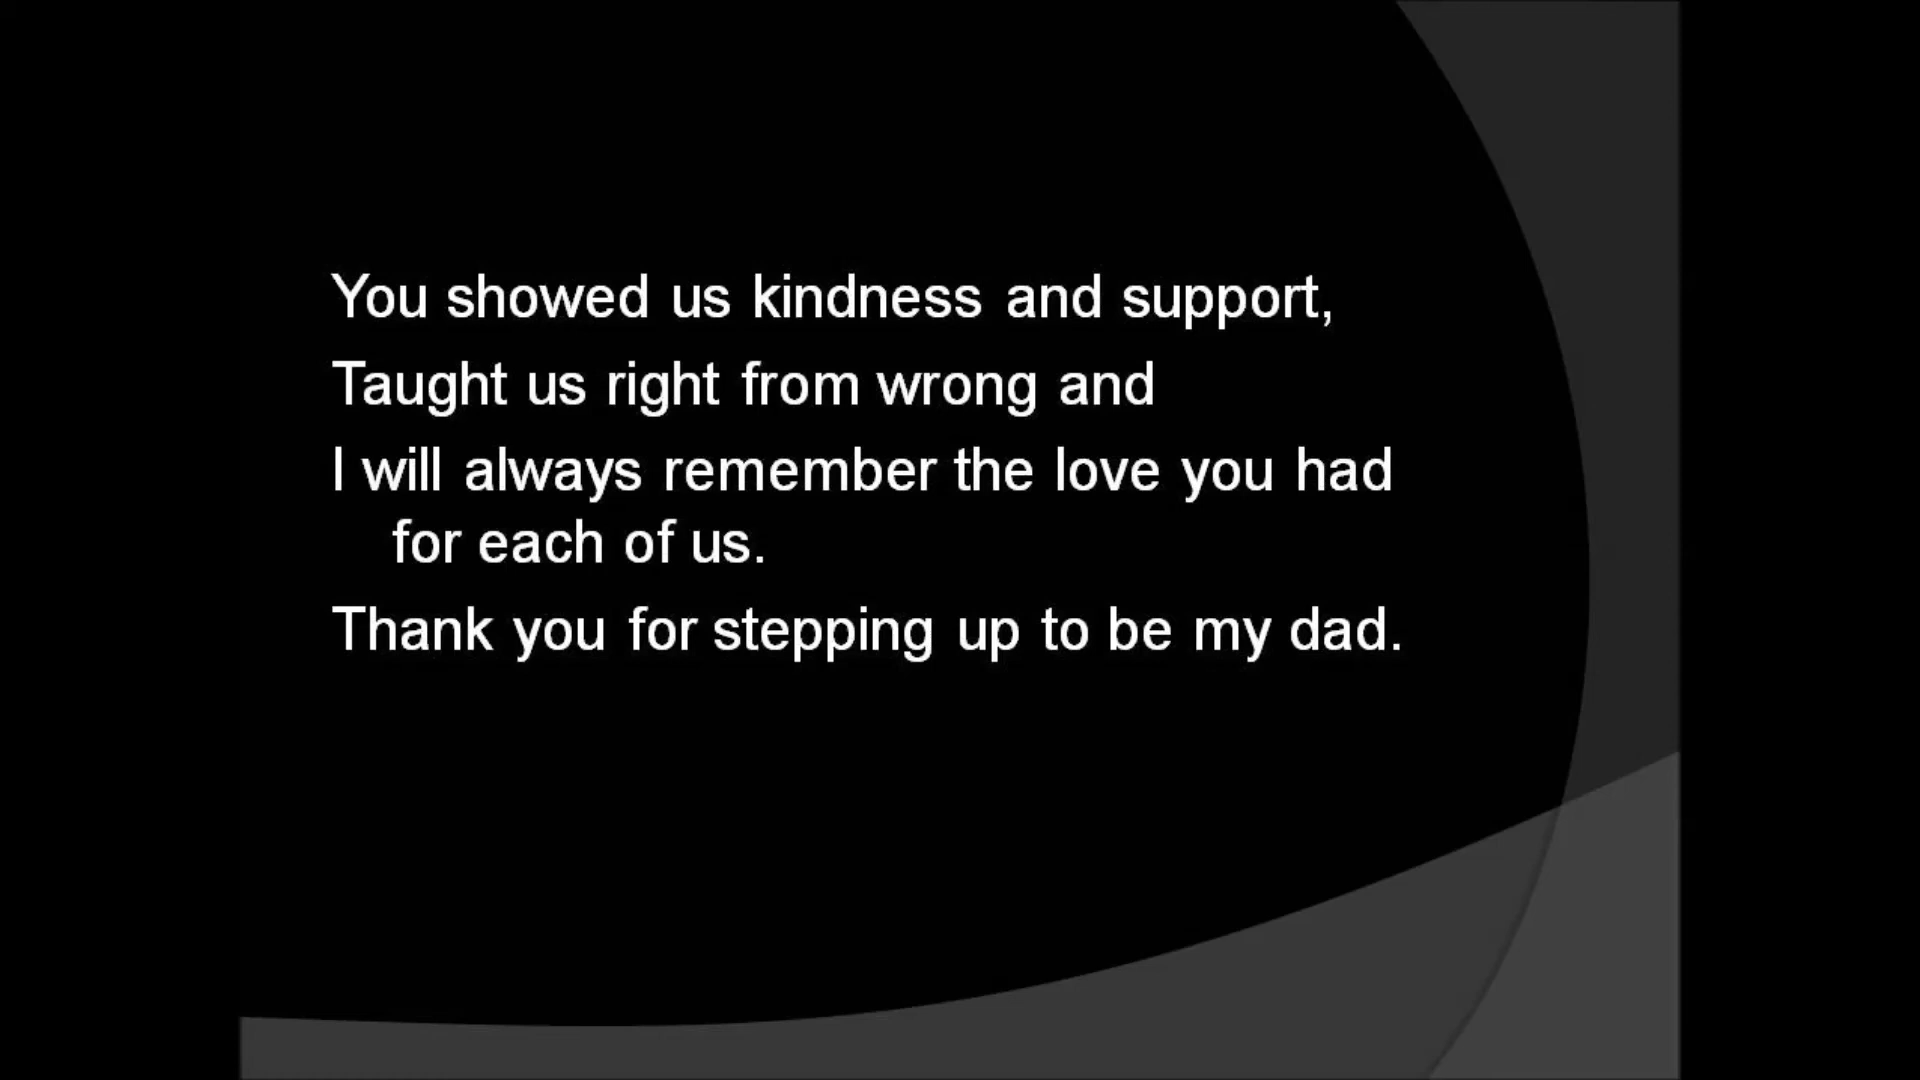 You showed us kindness and support,
Taught us right from wrong and
I will always remember the love you had
for each of us.
Thank you for stepping up to be my dad.